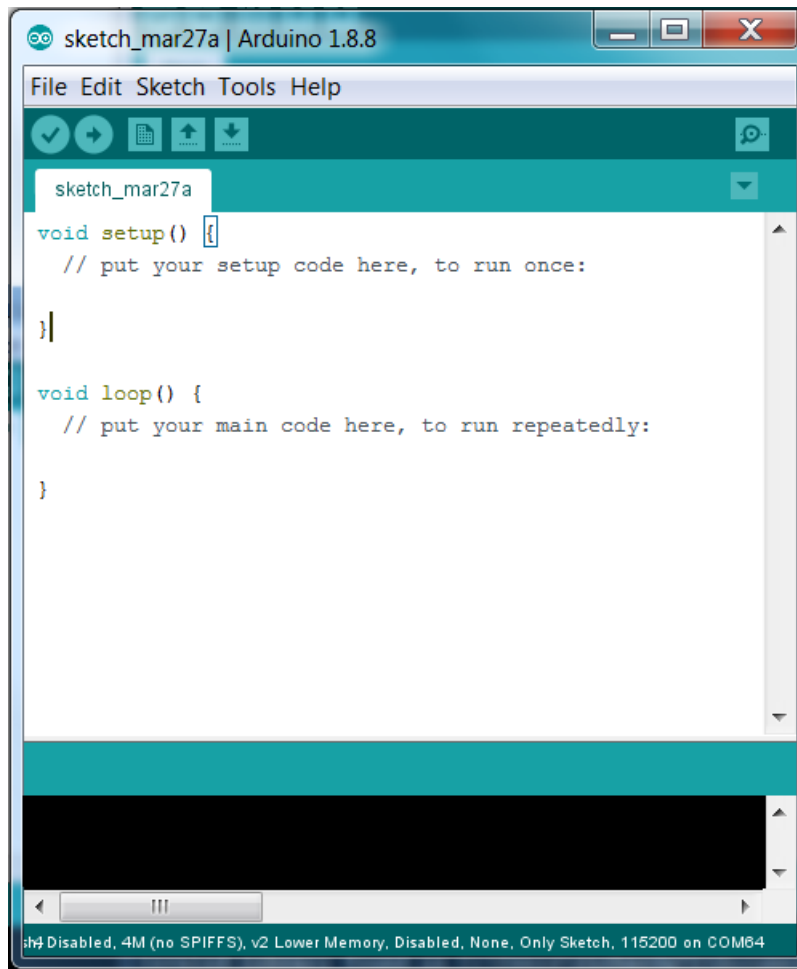 sketch_mar27a | Arduino 1.8.8
File Edit Sketch Tools Help
sketch_mar27a
void setup() {
// put your setup code here, to run once:
}
void loop() {
// put your main code here, to run repeatedly:
}
Disabled, 4M (no SPIFFS), v2 Lower Memory, Disabled, None, Only Sketch, 115200 on COM64